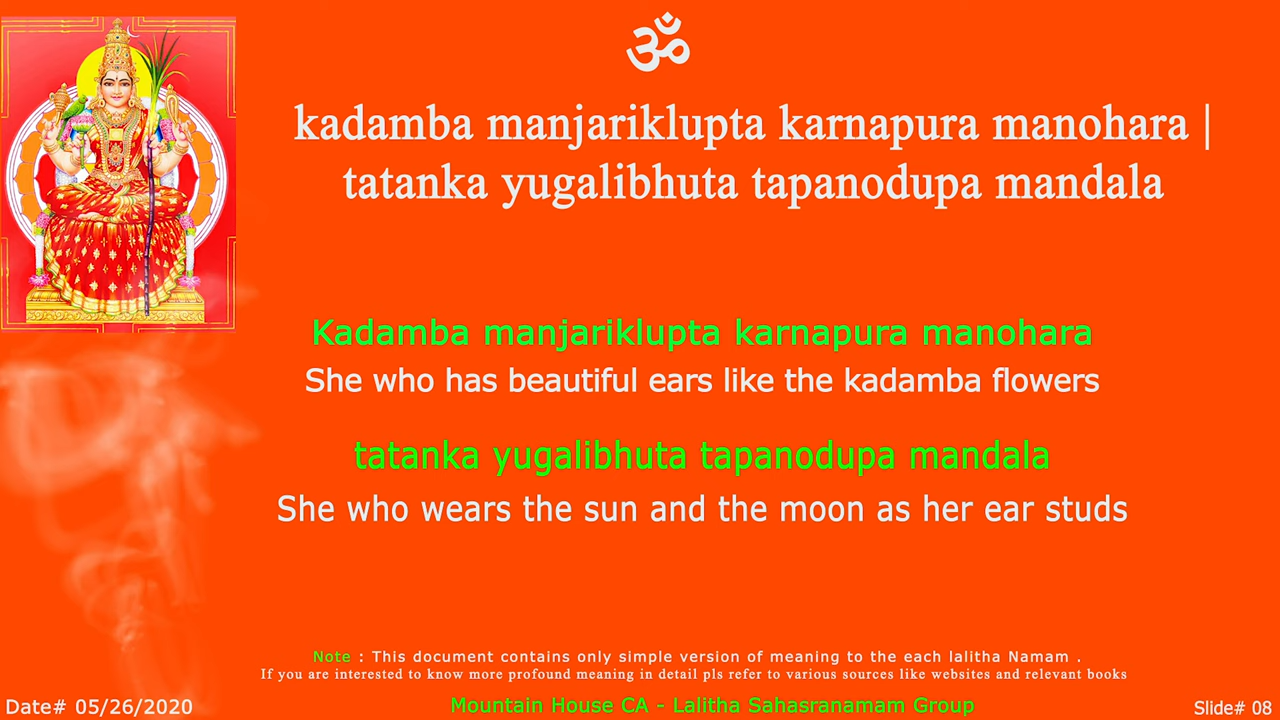 ॐ
kadamba manjariklupta karnapura manohara |
tatanka yugalibhuta tapanodupa mandala
Kadamba manjariklupta karnapura manohara
She who has beautiful ears like the kadamba flowers
tatanka yugalibhuta tapanodupa mandala
She who wears the sun and the moon as her ear studs
Note : This document contains only simple version of meaning to the each lalitha Namam .
If you are interested to know more profound meaning in detail pls refer to various sources like websites and relevant books
Date# 05/26/2020
Mountain House CA - Lalitha Sahasranamam Group
Slide# 08